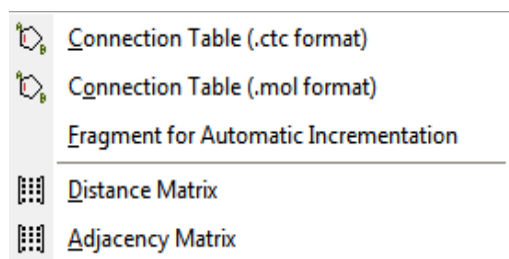 Connection Table (.ctc format)
Connection Table (.mol format)
Fragment for Automatic Incrementation
Distance Matrix
Adjacency Matrix